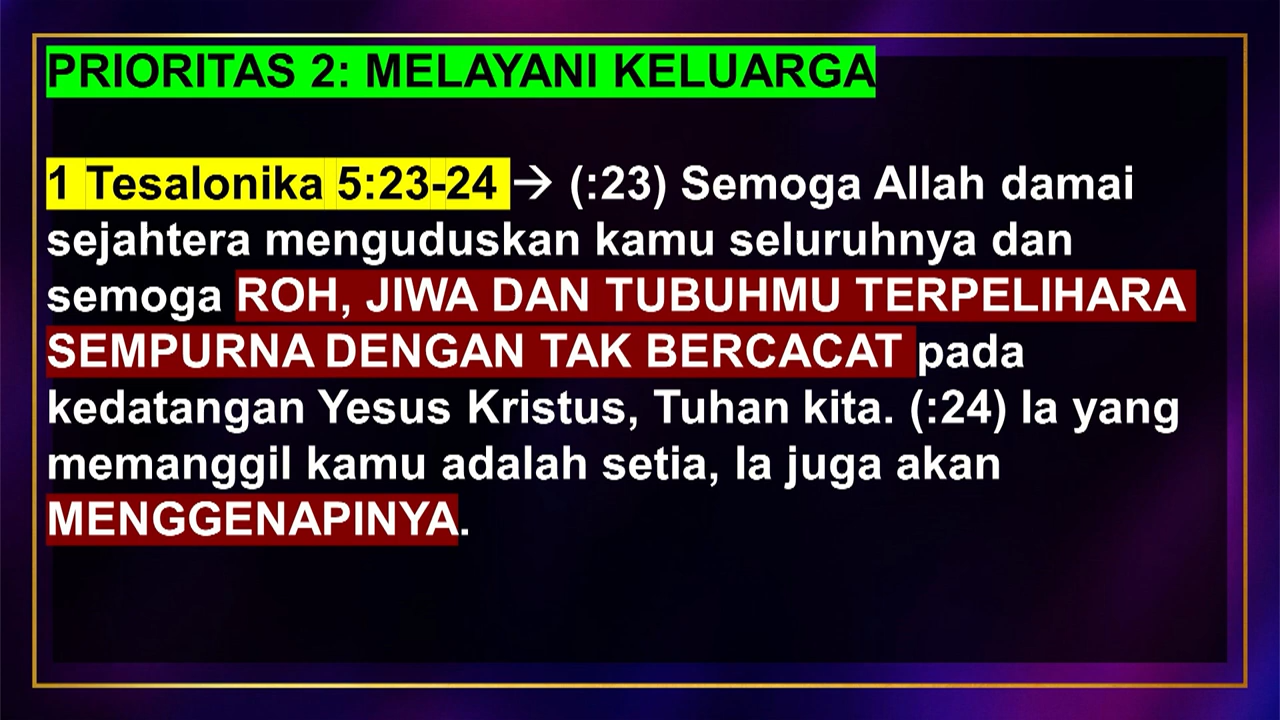 PRIORITAS 2: MELAYANI KELUARGA
1 Tesalonika 5:23-24 → (:23) Semoga Allah damai
sejahtera menguduskan kamu seluruhnya dan
semoga ROH, JIWA DAN TUBUHMU TERPELIHARA
SEMPURNA DENGAN TAK BERCACAT pada
kedatangan Yesus Kristus, Tuhan kita. (:24) Ia yang
memanggil kamu adalah setia, Ia juga akan
MENGGENAPINYA.